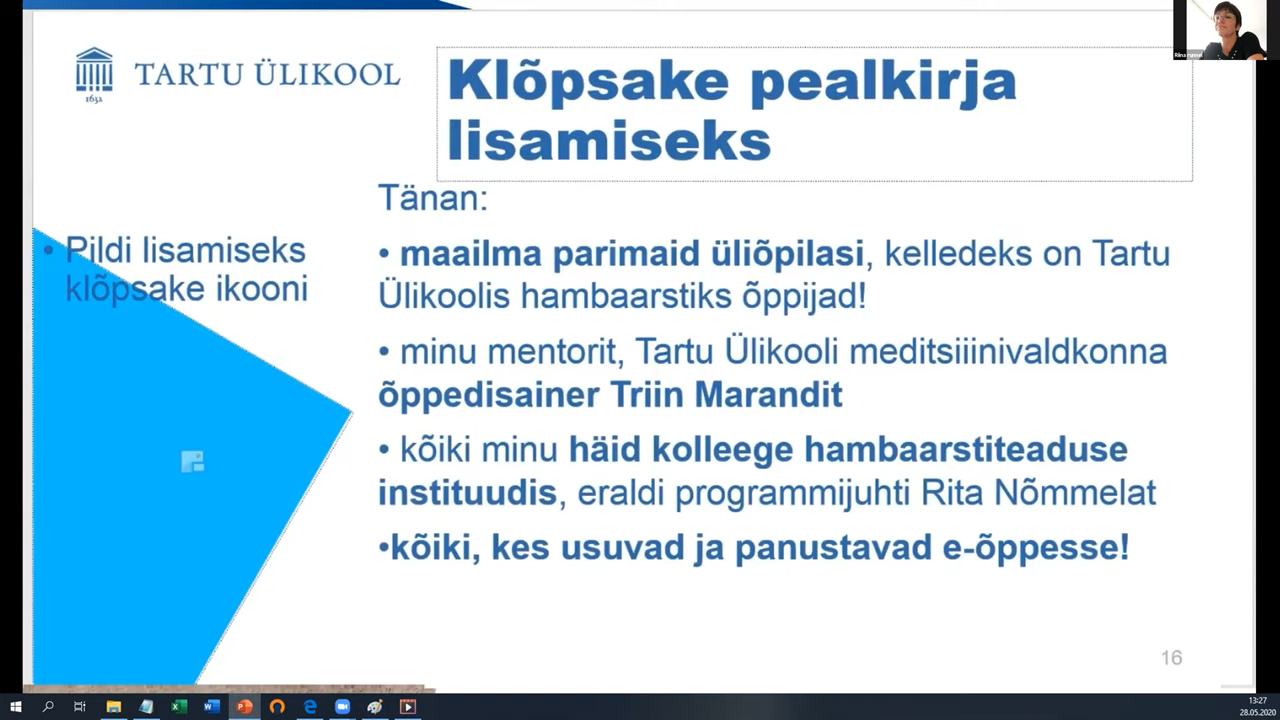 TARTU ÜLIKOOL
1632
Klõpsake pealkirja
lisamiseks
Tänan:
• Pildi lisamiseks
klõpsake ikooni
• maailma parimaid üliõpilasi, kelledeks on Tartu
Ülikoolis hambaarstiks õppijad!
• minu mentorit, Tartu Ülikooli meditsiiinivaldkonna
õppedisainer Triin Marandit
• kõiki minu häid kolleege hambaarstiteaduse
instituudis, eraldi programmijuhti Rita Nõmmelat
•kõiki, kes usuvad ja panustavad e-õppesse!
16
13:27
28.05.2020